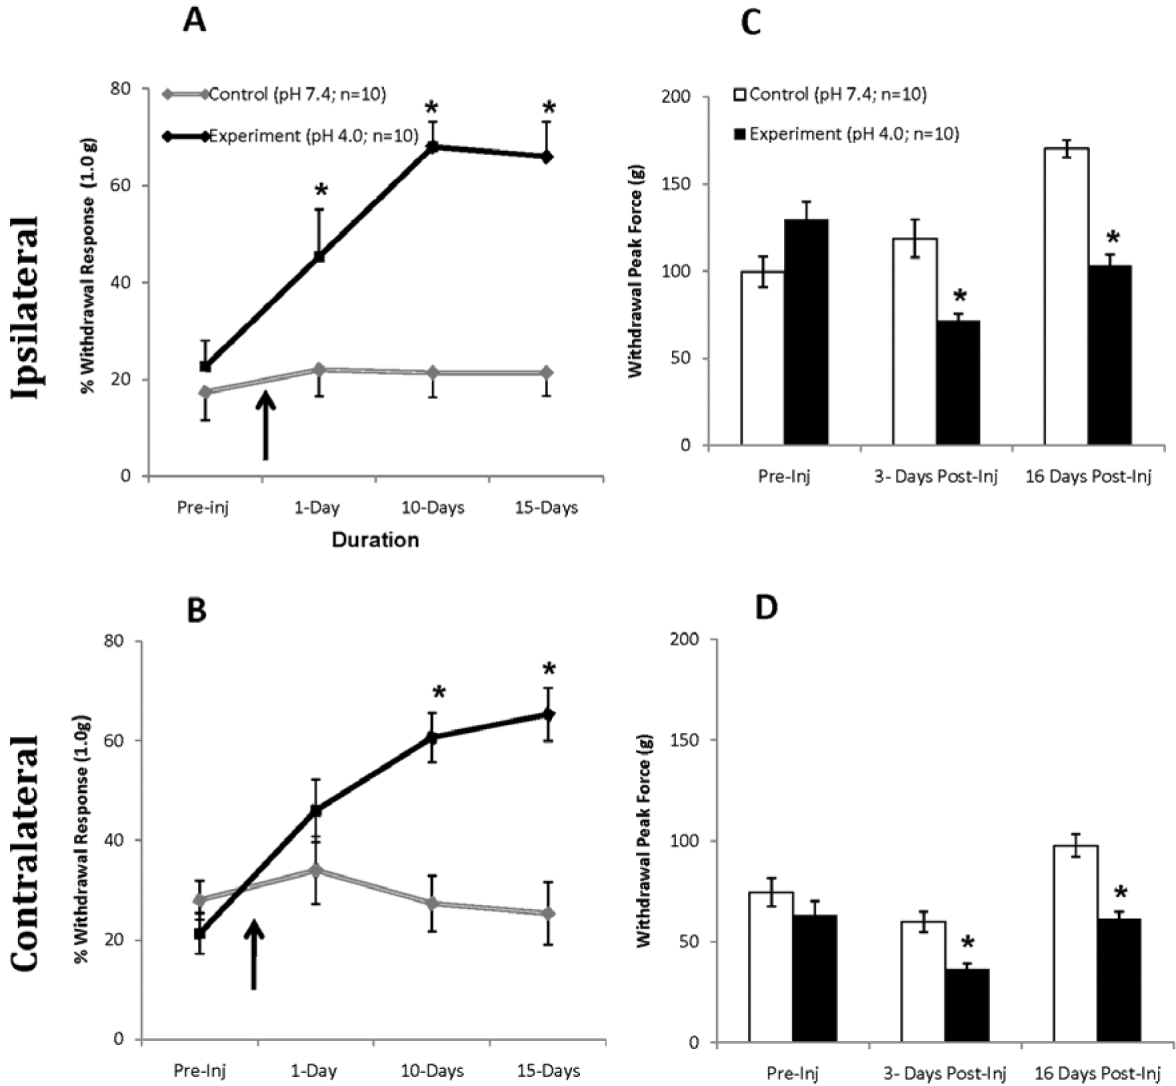 A
Ipsilateral
% Withdrawal Response (1.0 g)
80
60
40
20
0
Control (pH 7.4; n=10)
Experiment (pH 4.0; n=10)
*
*
*
Pre-inj
1-Day
10-Days
15-Days
Duration
C
Withdrawal Peak Force (g)
200
150
100
50
0
Control (pH 7.4; n=10)
Experiment (pH 4.0; n=10)
*
*
Pre-Inj
3- Days Post-Inj
16 Days Post-Inj
B
Contralateral
% Withdrawal Response (1.0g)
80
60
40
20
0
*
*
Pre-Inj
1-Day
10-Days
15-Days
D
Withdrawal Peak Force (g)
200
150
100
50
0
*
*
Pre-Inj
3- Days Post-Inj
16 Days Post-Inj